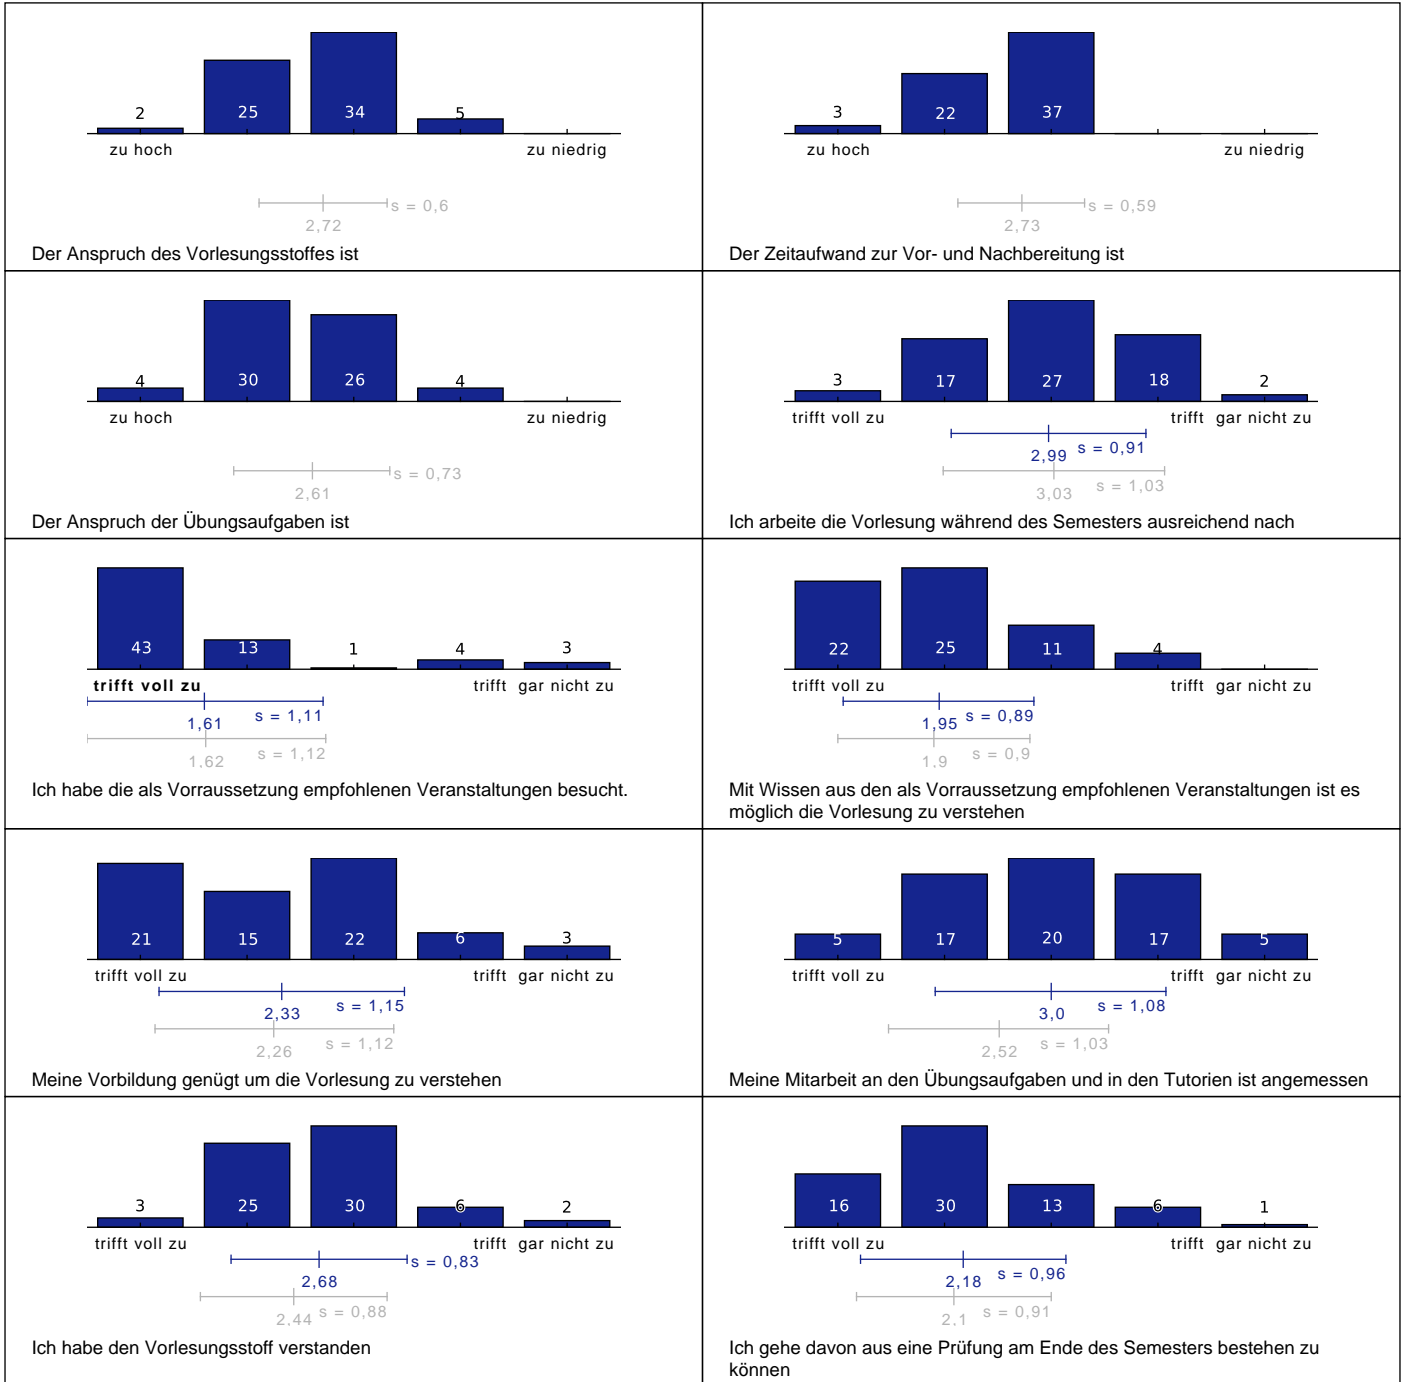 2 25 34 5
zu hoch zu niedrig
s = 0,6
2,72
Der Anspruch des Vorlesungsstoffes ist
3 22 37
zu hoch zu niedrig
s = 0,59
2,73
Der Zeitaufwand zur Vor- und Nachbereitung ist
4 30 26 4
zu hoch zu niedrig
s = 0,73
2,61
Der Anspruch der Übungsaufgaben ist
3 17 27 18 2
trifft voll zu trifft gar nicht zu
2,99 s = 0,91
3,03 s = 1,03
Ich arbeite die Vorlesung während des Semesters ausreichend nach
43 13 1 4 3
trifft voll zu trifft gar nicht zu
1,61 s = 1,11
1,62 s = 1,12
Ich habe die als Vorraussetzung empfohlenen Veranstaltungen besucht.
22 25 11 4
trifft voll zu trifft gar nicht zu
1,95 s = 0,89
1,9 s = 0,9
Mit Wissen aus den als Vorraussetzung empfohlenen Veranstaltungen ist es
möglich die Vorlesung zu verstehen
21 15 22 6 3
trifft voll zu trifft gar nicht zu
2,33 s = 1,15
2,26 s = 1,12
Meine Vorbildung genügt um die Vorlesung zu verstehen
5 17 20 17 5
trifft voll zu trifft gar nicht zu
3,0 s = 1,08
2,52 s = 1,03
Meine Mitarbeit an den Übungsaufgaben und in den Tutorien ist angemessen
3 25 30 6 2
trifft voll zu trifft gar nicht zu
2,68 s = 0,83
2,44 s = 0,88
Ich habe den Vorlesungsstoff verstanden
16 30 13 6 1
trifft voll zu trifft gar nicht zu
2,18 s = 0,96
2,1 s = 0,91
Ich gehe davon aus eine Prüfung am Ende des Semesters bestehen zu
können